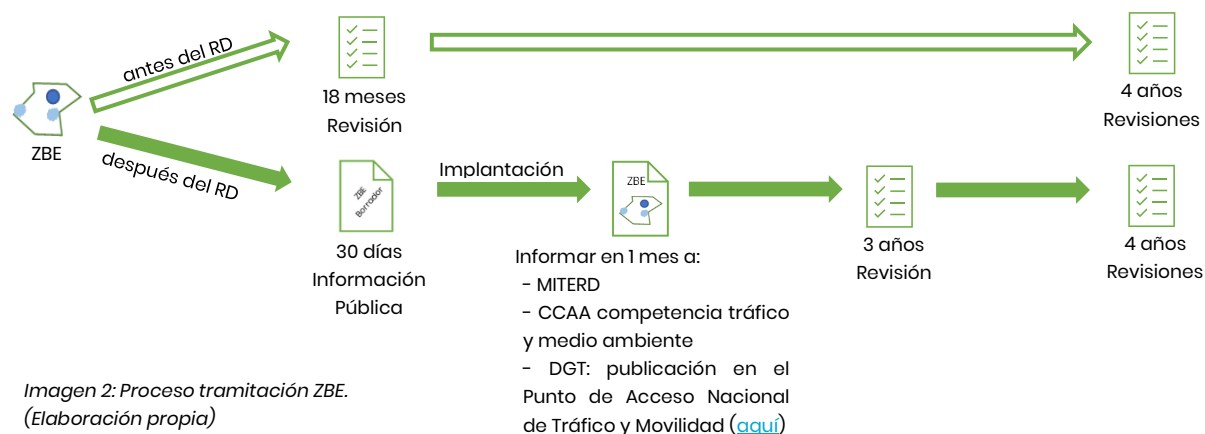 antes del RD
18 meses
Revisión
4 años
Revisiones
ZBE
después del RD
ZBE
Borrador
30 días
Información
Pública
Implantación
ZBE
Informar en 1 mes a:
- MITERD
- CCAA competencia tráfico
y medio ambiente
- DGT: publicación en el
Punto de Acceso Nacional
de Tráfico y Movilidad (aquí)
3 años
Revisión
4 años
Revisiones
Imagen 2: Proceso tramitación ZBE.
(Elaboración propia)